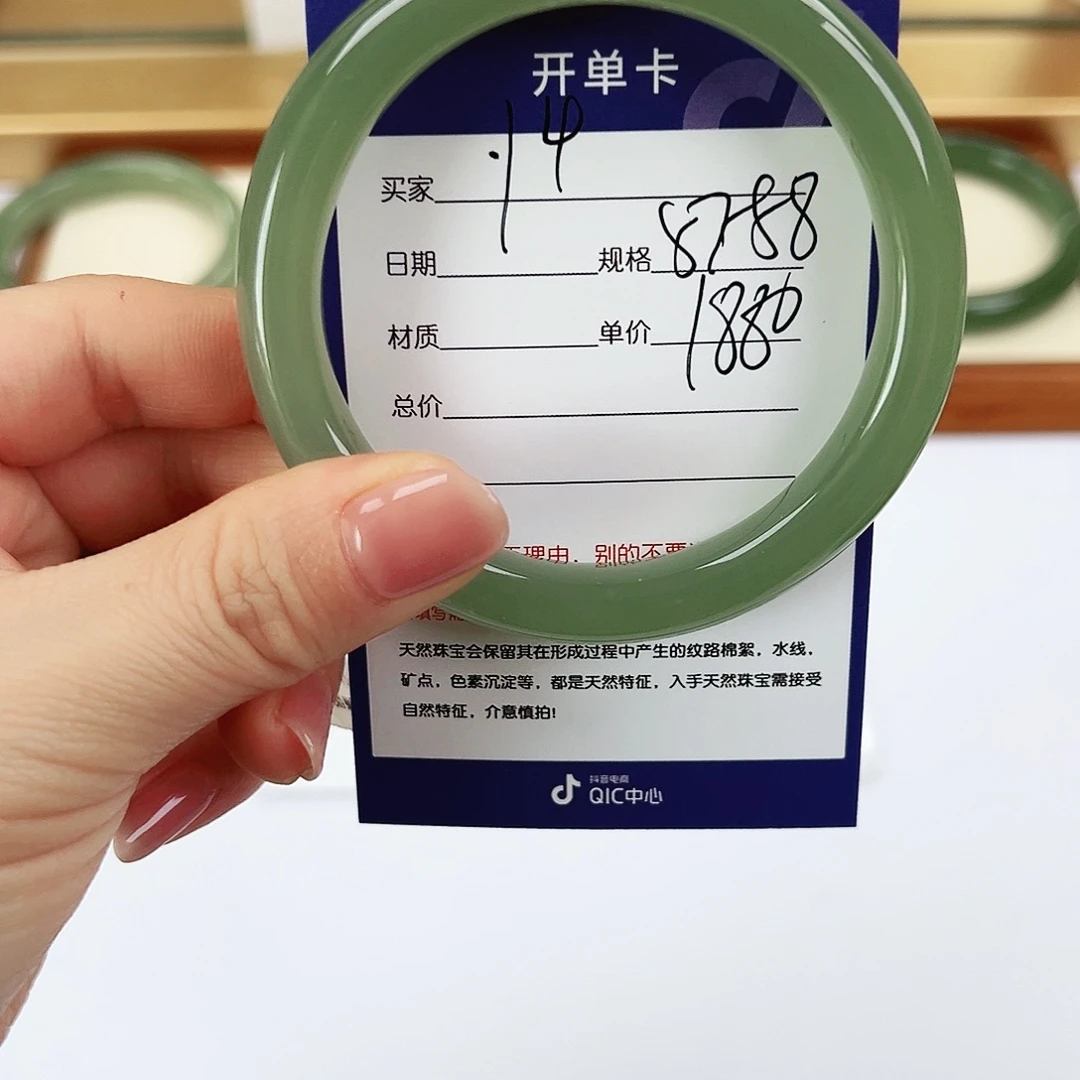 开单卡
14
买家
日期 规格 8788
材质 单价 1880
总价
理由，别的不要
填写
天然珠宝会保留其在形成过程中产生的纹路棉絮，水线，
矿点，色素沉淀等，都是天然特征，入手天然珠宝需接受
自然特征，介意慎拍!
抖音电商
QIC中心